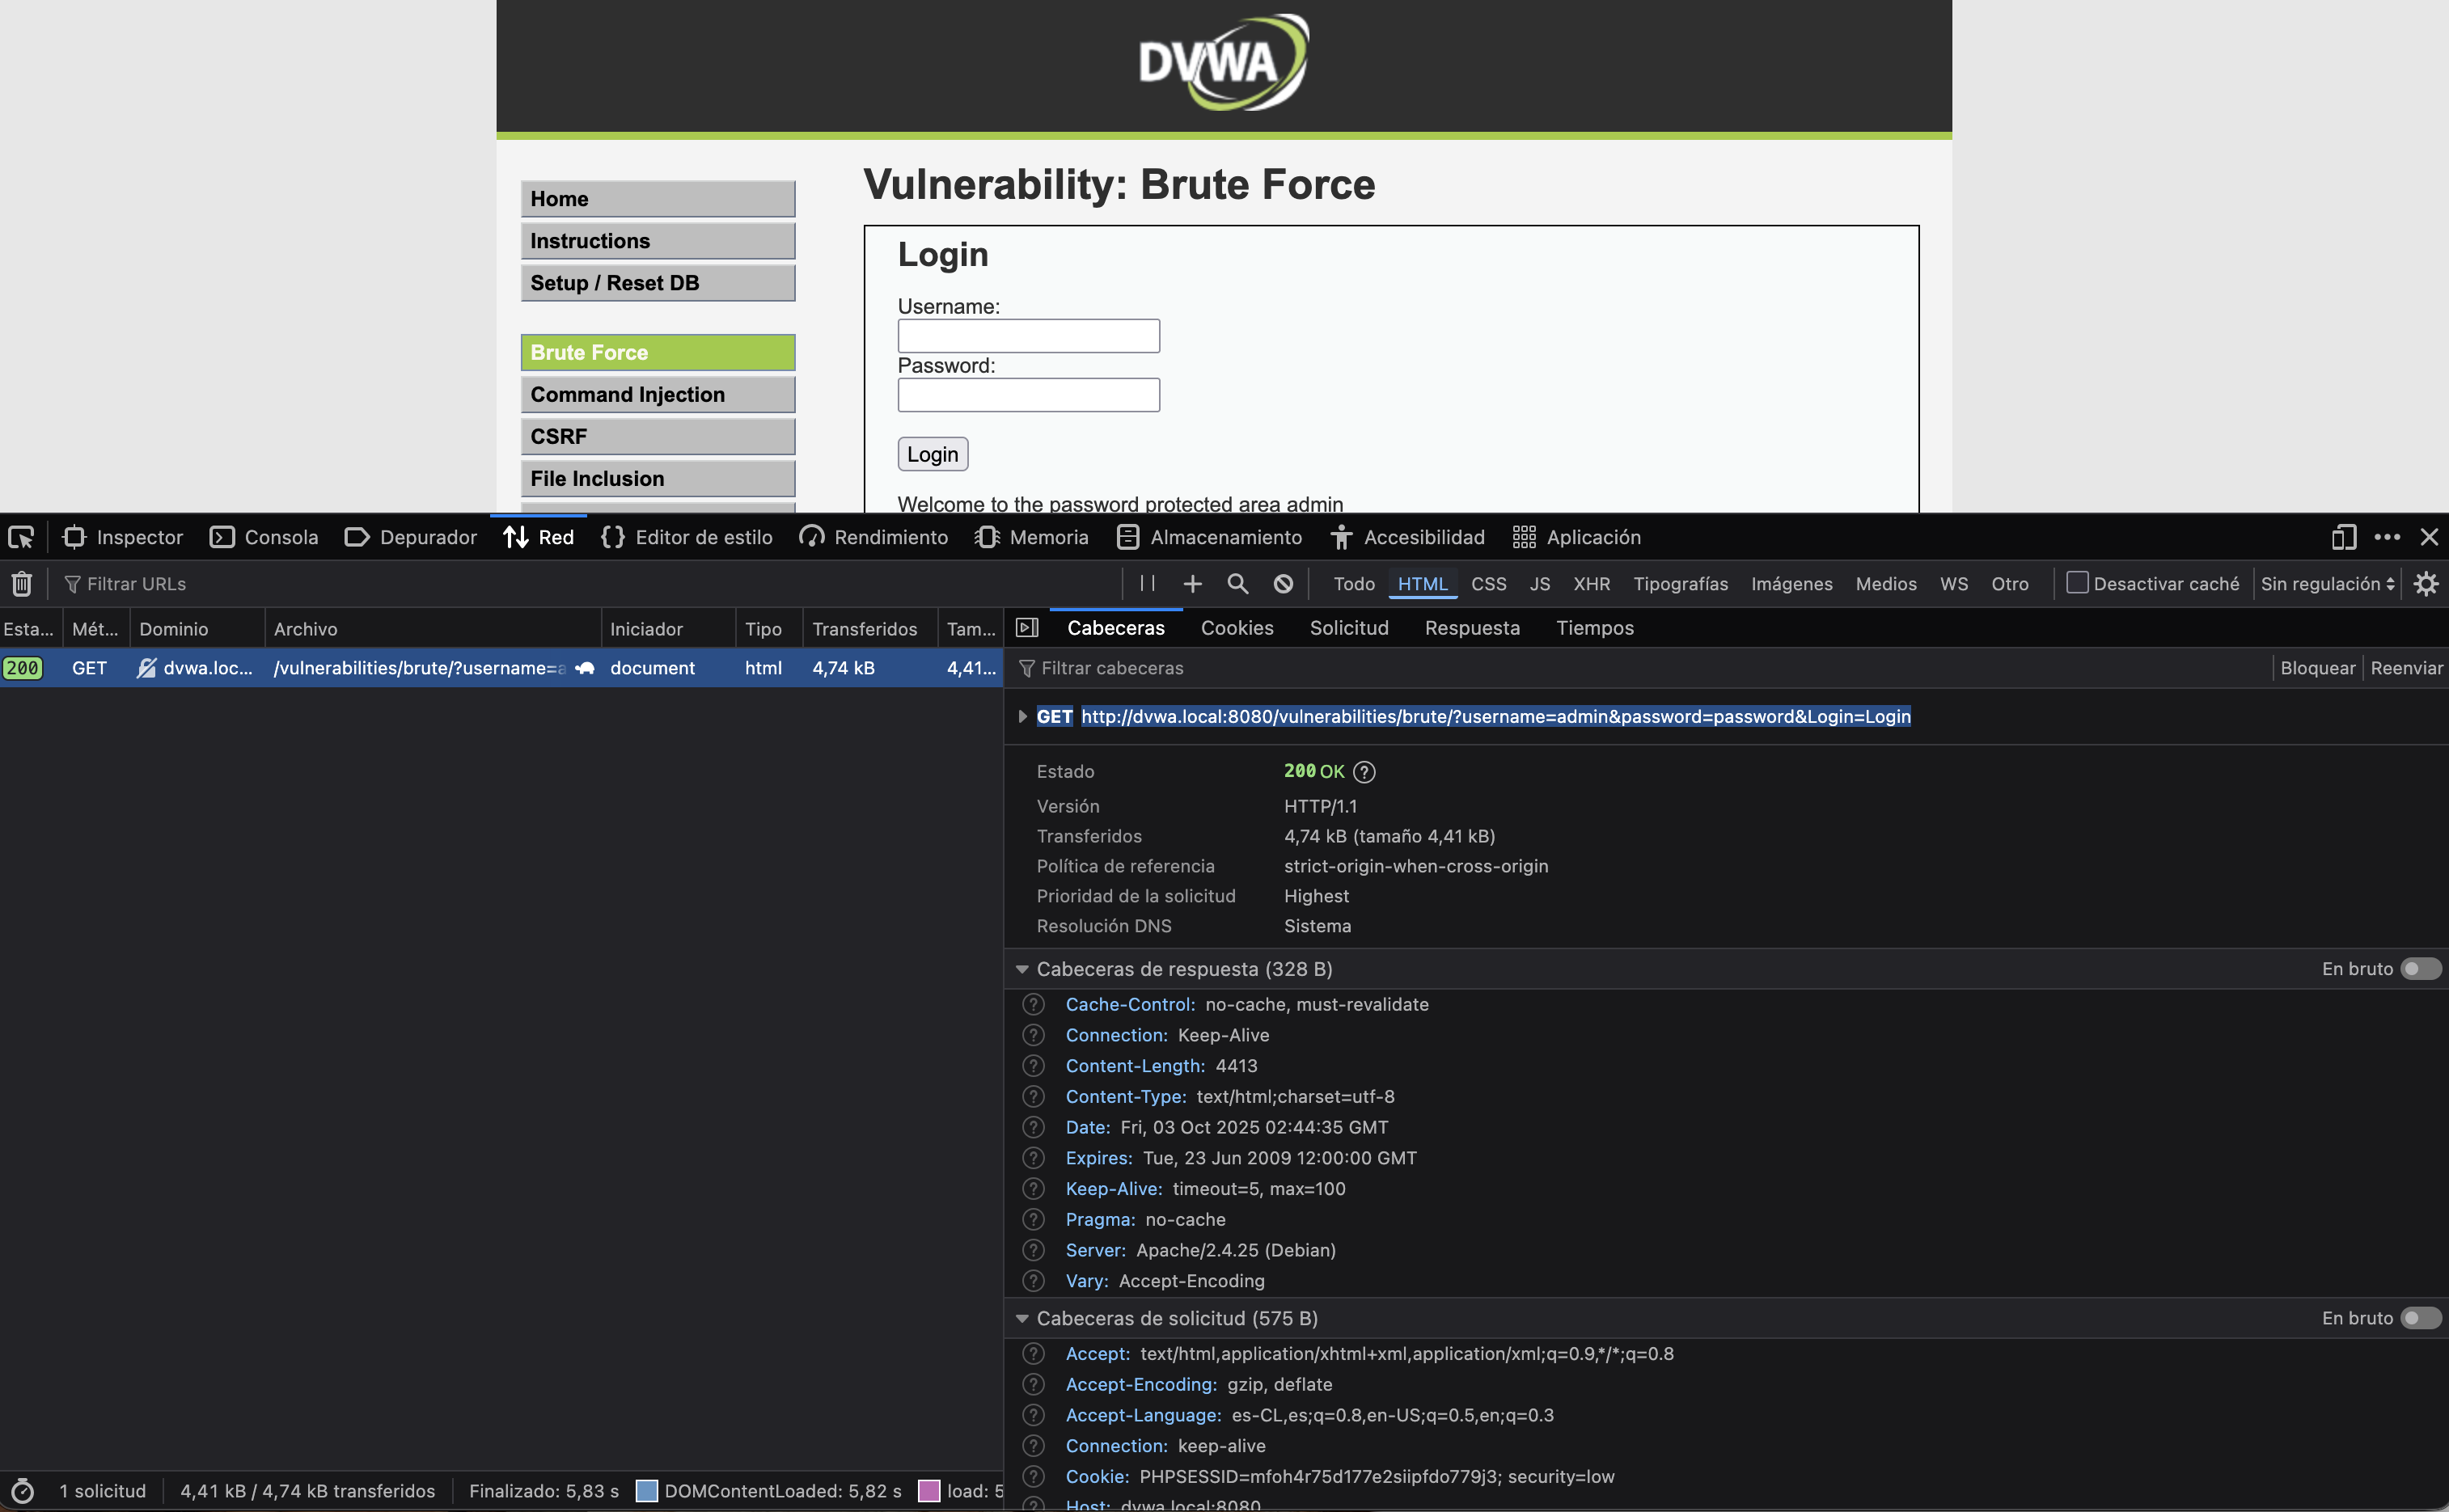 DVWA
Vulnerability: Brute Force
Home
Instructions
Setup / Reset DB
Brute Force
Command Injection
CSRF
File Inclusion
Login
Username:
Password:
Login
Welcome to the password protected area admin
Inspector Consola Depurador Red Editor de estilo Rendimiento Memoria Almacenamiento Accesibilidad Aplicación
Filtrar URLs Todo HTML CSS JS XHR Tipografías Imágenes Medios WS Otro Desactivar caché Sin regulación
Esta... Mét... Dominio Archivo Iniciador Tipo Transferidos Tam...
200 GET dvwa.loc... /vulnerabilities/brute/?username=a document html 4,74 kB 4,41...
Cabeceras Cookies Solicitud Respuesta Tiempos
Filtrar cabeceras Bloquear Reenviar
GET http://dvwa.local:8080/vulnerabilities/brute/?username=admin&password=password&Login=Login
Estado 200 OK
Versión HTTP/1.1
Transferidos 4,74 kB (tamaño 4,41 kB)
Política de referencia strict-origin-when-cross-origin
Prioridad de la solicitud Highest
Resolución DNS Sistema
Cabeceras de respuesta (328 B) En bruto
Cache-Control: no-cache, must-revalidate
Connection: Keep-Alive
Content-Length: 4413
Content-Type: text/html;charset=utf-8
Date: Fri, 03 Oct 2025 02:44:35 GMT
Expires: Tue, 23 Jun 2009 12:00:00 GMT
Keep-Alive: timeout=5, max=100
Pragma: no-cache
Server: Apache/2.4.25 (Debian)
Vary: Accept-Encoding
Cabeceras de solicitud (575 B) En bruto
Accept: text/html,application/xhtml+xml,application/xml;q=0.9,*/*;q=0.8
Accept-Encoding: gzip, deflate
Accept-Language: es-CL,es;q=0.8,en-US;q=0.5,en;q=0.3
Connection: keep-alive
Cookie: PHPSESSID=mfoh4r75d177e2siipfdo779j3; security=low
Host: dvwa.local:8080
1 solicitud 4,41 kB / 4,74 kB transferidos Finalizado: 5,83 s DOMContentLoaded: 5,82 s load: 5